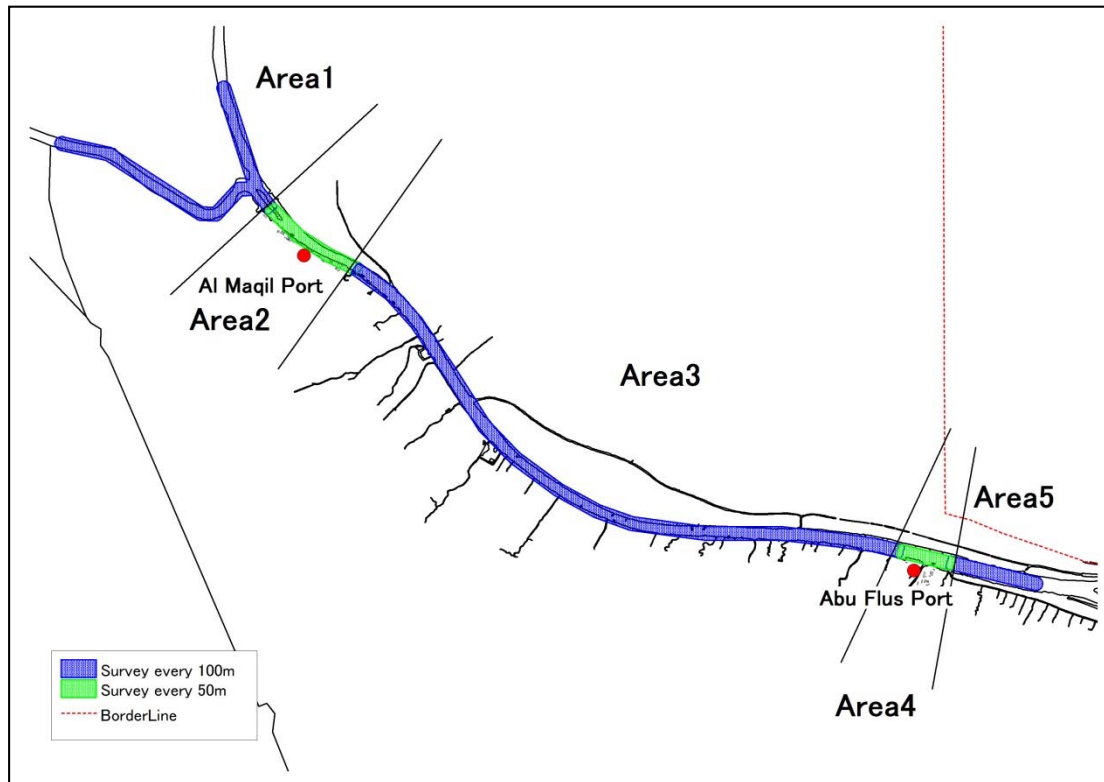 Area1
Al Maqil Port
Area2
Area3
Area5
Abu Flus Port
Area4
Survey every 100m
Survey every 50m
BorderLine